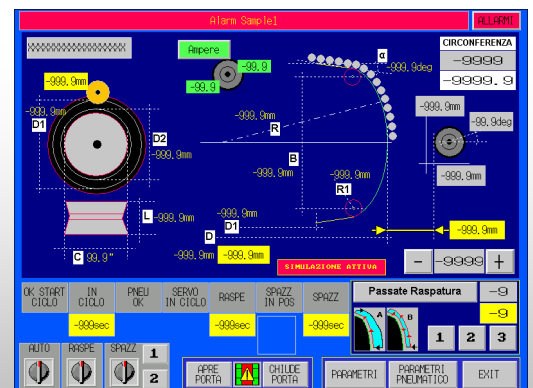 Alarm Sample1
ALLARMI
XXXXXXXXXXXXXXXXX
Ampere
-99.9
-99.9
α
-999.9deg
CIRCONFERENZA
-9999
-9999.9
-999.9mm
-999.9mm
D1
D2
-999.9mm
-999.9mm
R
B
-999.9mm
-999.9mm
R1
-999.9mm
-99.9deg
-999.9mm
L
-999.9mm
C 99.9"
-999.9mm
D1
D
-999.9mm
-999.9mm
-999.9mm
SIMULAZIONE ATTIVA
- -9999 +
OK START CICLO
IN CICLO
PNEU OK
SERVO IN CICLO
RASPE
SPAZZ IN POS
SPAZZ
-999sec
-999sec
-999sec
Passate Raspatura
-9
-9
A
B
1 2 3
AUTO
RASPE
SPAZZ
1
2
APRE PORTA
CHIUDE PORTA
PARAMETRI
PARAMETRI PNEUMATICO
EXIT